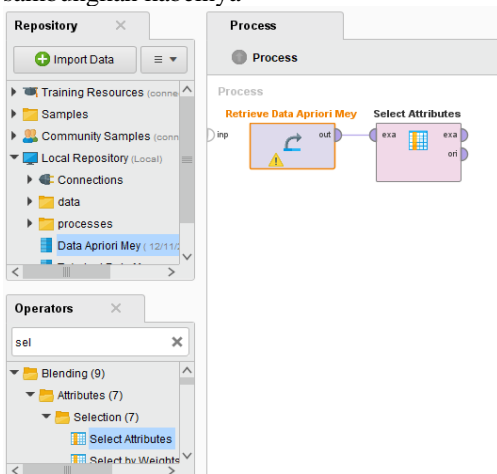 Repository
Import Data
Training Resources (conne
Samples
Community Samples (conn
Local Repository (Local)
Connections
data
processes
Data Apriori Mey ( 12/11/2
Operators
sel
Blending (9)
Attributes (7)
Selection (7)
Select Attributes
Select by Weights
Process
Process
Process
Retrieve Data Apriori Mey
Select Attributes
inp
out
exa
exa
ori